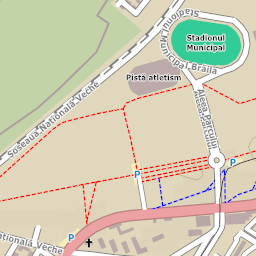 Stadionul
Municipal
Stadionul Municipal Brăila
Pistă atletism
Șoseaua Națională Veche
Aleea Parcului
P
P
P
Națională Veche